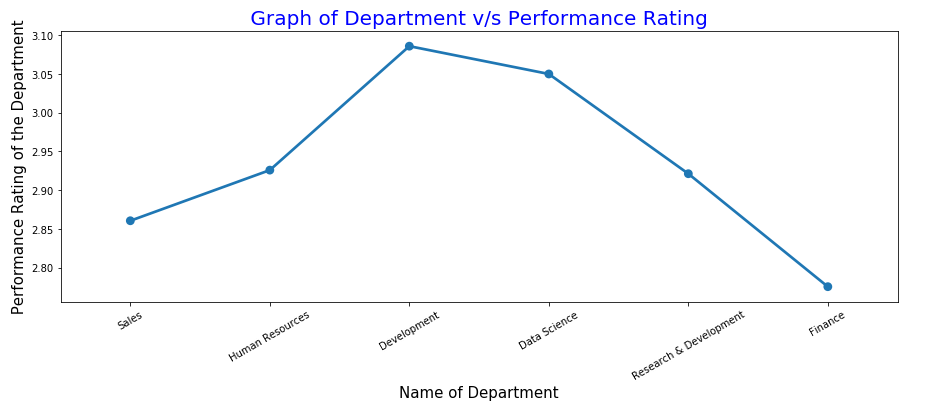 Graph of Department v/s Performance Rating
Performance Rating of the Department
3.10
3.05
3.00
2.95
2.90
2.85
2.80
Sales
Human Resources
Development
Data Science
Research & Development
Finance
Name of Department